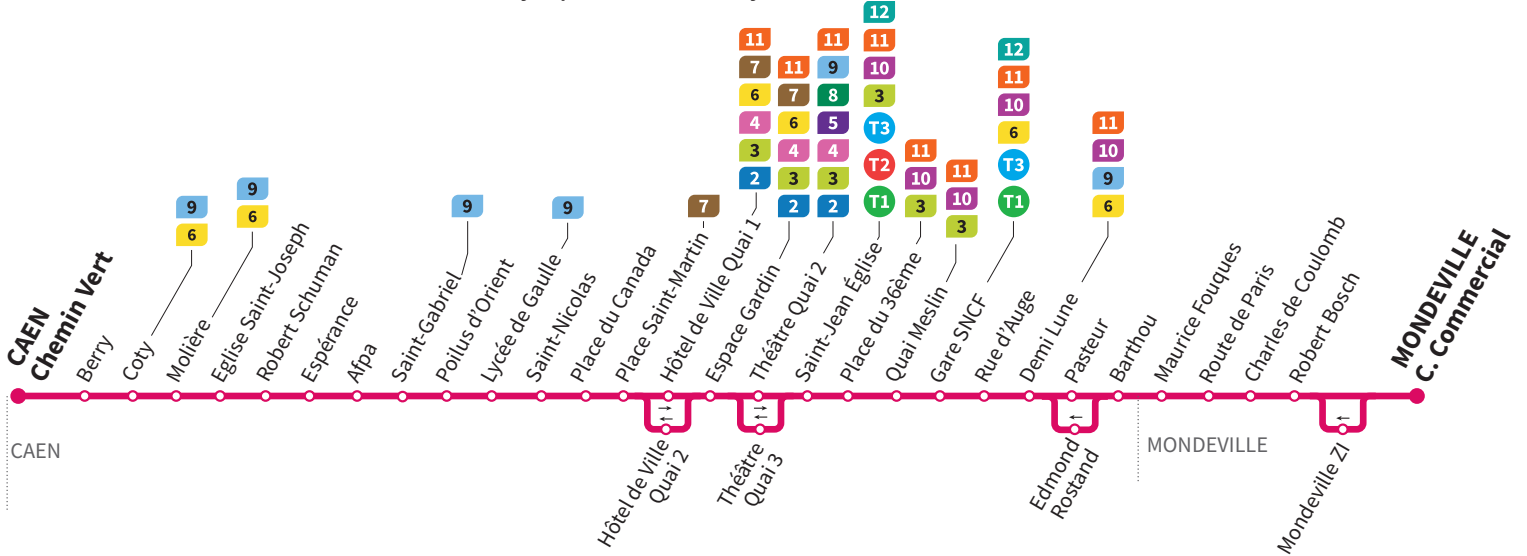 12
11
10
3
T3
T2
T1
11
7
6
4
3
2
11
7
6
4
3
2
11
9
8
5
4
3
2
12
11
10
6
T3
T1
11
10
9
6
11
10
3
11
10
3
9
6
9
6
9
9
7
CAEN
Chemin Vert
Berry
Coty
Molière
Eglise Saint-Joseph
Robert Schuman
Espérance
Afpa
Saint-Gabriel
Poilus d'Orient
Lycée de Gaulle
Saint-Nicolas
Place du Canada
Place Saint-Martin
Hôtel de Ville Quai 1
Espace Gardin
Théâtre Quai 2
Saint-Jean Église
Place du 36ème
Quai Meslin
Gare SNCF
Rue d'Auge
Demi Lune
Pasteur
Barthou
Maurice Fouques
Route de Paris
Charles de Coulomb
Robert Bosch
MONDEVILLE
C. Commercial
CAEN
Hôtel de Ville
Quai 2
Théâtre
Quai 3
Edmond
Rostand
MONDEVILLE
Mondeville ZI